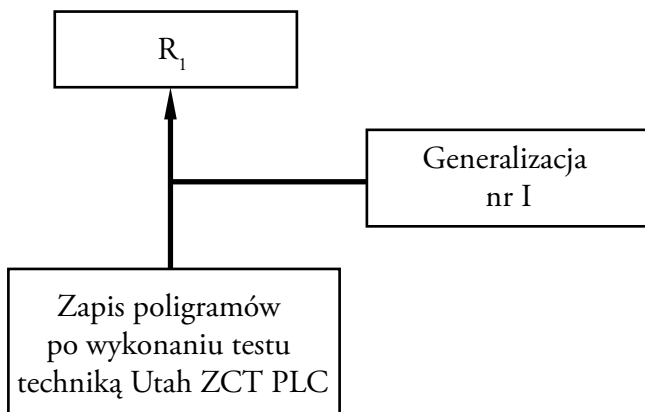 R₁
Generalizacja
nr I
Zapis poligramów
po wykonaniu testu
techniką Utah ZCT PLC